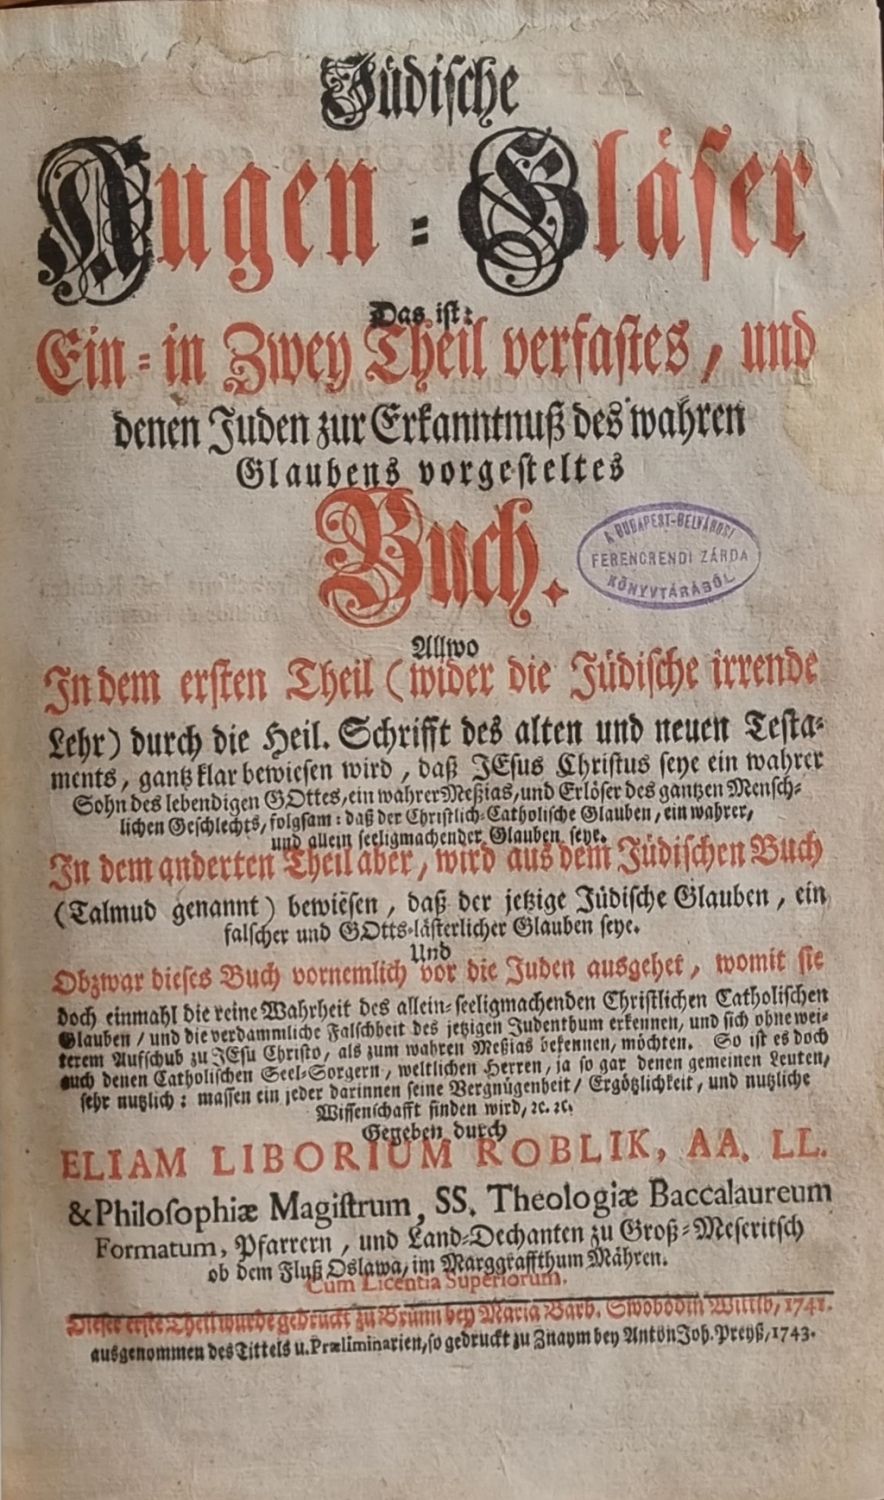 Jüdische
Augen-Gläser
Das ist:
Ein-in Zwey Theil verfastes, und
denen Juden zur Erkanntnuß des wahren
Glaubens vorgesteltes
Buch.
A BUDAPEST-BELVÁROSI
FERENCRENDI ZÁRDA
KÖNYVTÁRÁBÓL
Allwo
In dem ersten Theil (wider die Jüdische irrende
Lehr) durch die Heil. Schrifft des alten und neuen Testa-
ments, gantz klar bewiesen wird, daß JEsus Christus seye ein wahrer
Sohn des lebendigen GOttes, ein wahrer Meßias, und Erlöser des gantzen Mensch-
lichen Geschlechts, folgsam: daß der Christlich-Catholische Glauben, ein wahrer,
und allein seeligmachender Glauben seye.
In dem anderten Theil aber, wird aus dem Jüdischen Buch
(Talmud genannt) bewiesen, daß der jetzige Jüdische Glauben, ein
falscher und GOtts-lästerlicher Glauben seye.
Und
Obzwar dieses Buch vornemlich vor die Juden ausgehet, womit sie
doch einmahl die reine Wahrheit des allein-seeligmachenden Christlichen Catholischen
Glauben / und die verdammliche Falschheit des jetzigen Judenthum erkennen, und sich ohne wei-
terem Aufschub zu JEsu Christo, als zum wahren Meßias bekennen, möchten. So ist es doch
auch denen Catholischen Seel-Sorgern, weltlichen Herren, ja so gar denen gemeinen Leuten,
sehr nutzlich: massen ein jeder darinnen seine Vergnügenheit / Ergötzlichkeit, und nutzliche
Wissenschafft finden wird, ꝛc. ꝛc.
Gegeben durch
ELIAM LIBORIUM ROBLIK, AA. LL.
& Philosophiæ Magistrum, SS. Theologiæ Baccalaureum
Formatum, Pfarrern, und Land-Dechanten zu Groß-Meseritsch
ob dem Fluß Oslawa, im Marggraffthum Mähren.
Cum Licentia Superiorum.
Dieser erste Theil wurde gedruckt zu Brünn bey Maria Barb. Swobodin Wittib, 1741.
ausgenommen des Tittels u. Præliminarien, so gedruckt zu Znaym bey Anton Joh. Preyß, 1743.